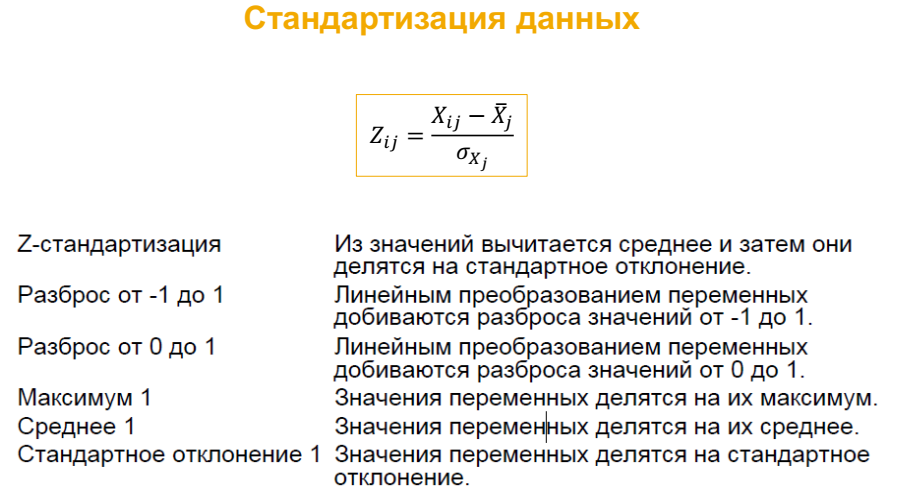 Стандартизация данных
Z_{ij} = \frac{X_{ij} - \bar{X}_j}{\sigma_{X_j}}
Z-стандартизация Из значений вычитается среднее и затем они
делятся на стандартное отклонение.
Разброс от -1 до 1 Линейным преобразованием переменных
добиваются разброса значений от -1 до 1.
Разброс от 0 до 1 Линейным преобразованием переменных
добиваются разброса значений от 0 до 1.
Максимум 1 Значения переменных делятся на их максимум.
Среднее 1 Значения переменных делятся на их среднее.
Стандартное отклонение 1 Значения переменных делятся на стандартное
отклонение.